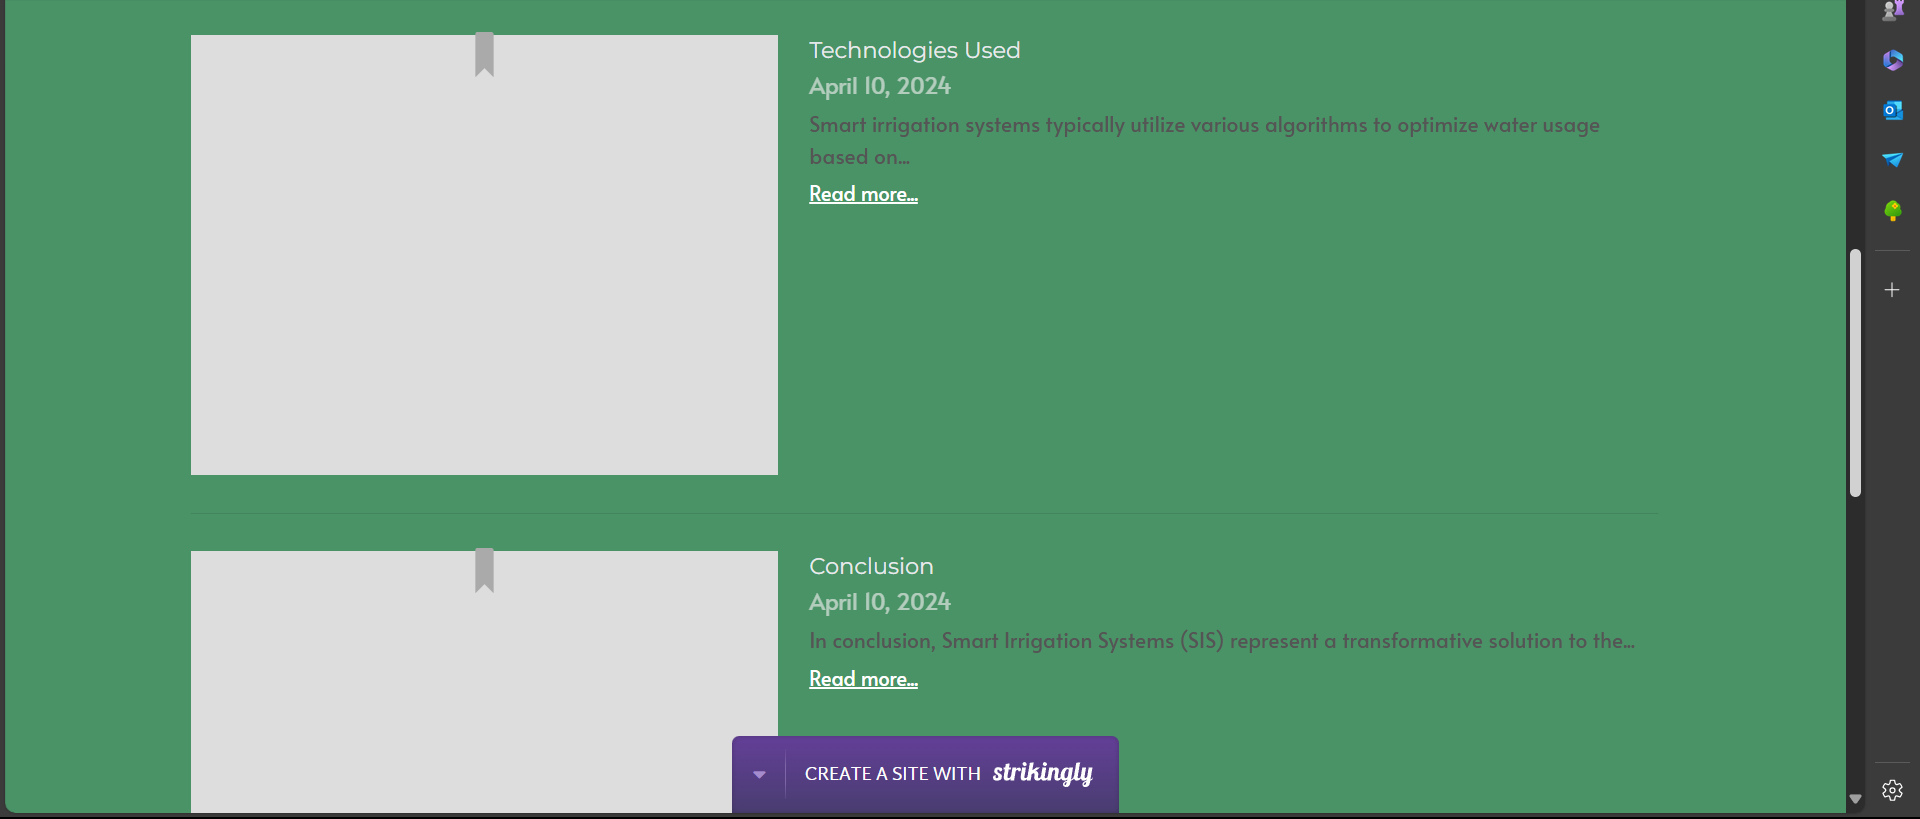 Technologies Used
April 10, 2024
Smart irrigation systems typically utilize various algorithms to optimize water usage
based on...
Read more...
Conclusion
April 10, 2024
In conclusion, Smart Irrigation Systems (SIS) represent a transformative solution to the...
Read more...
CREATE A SITE WITH strikingly